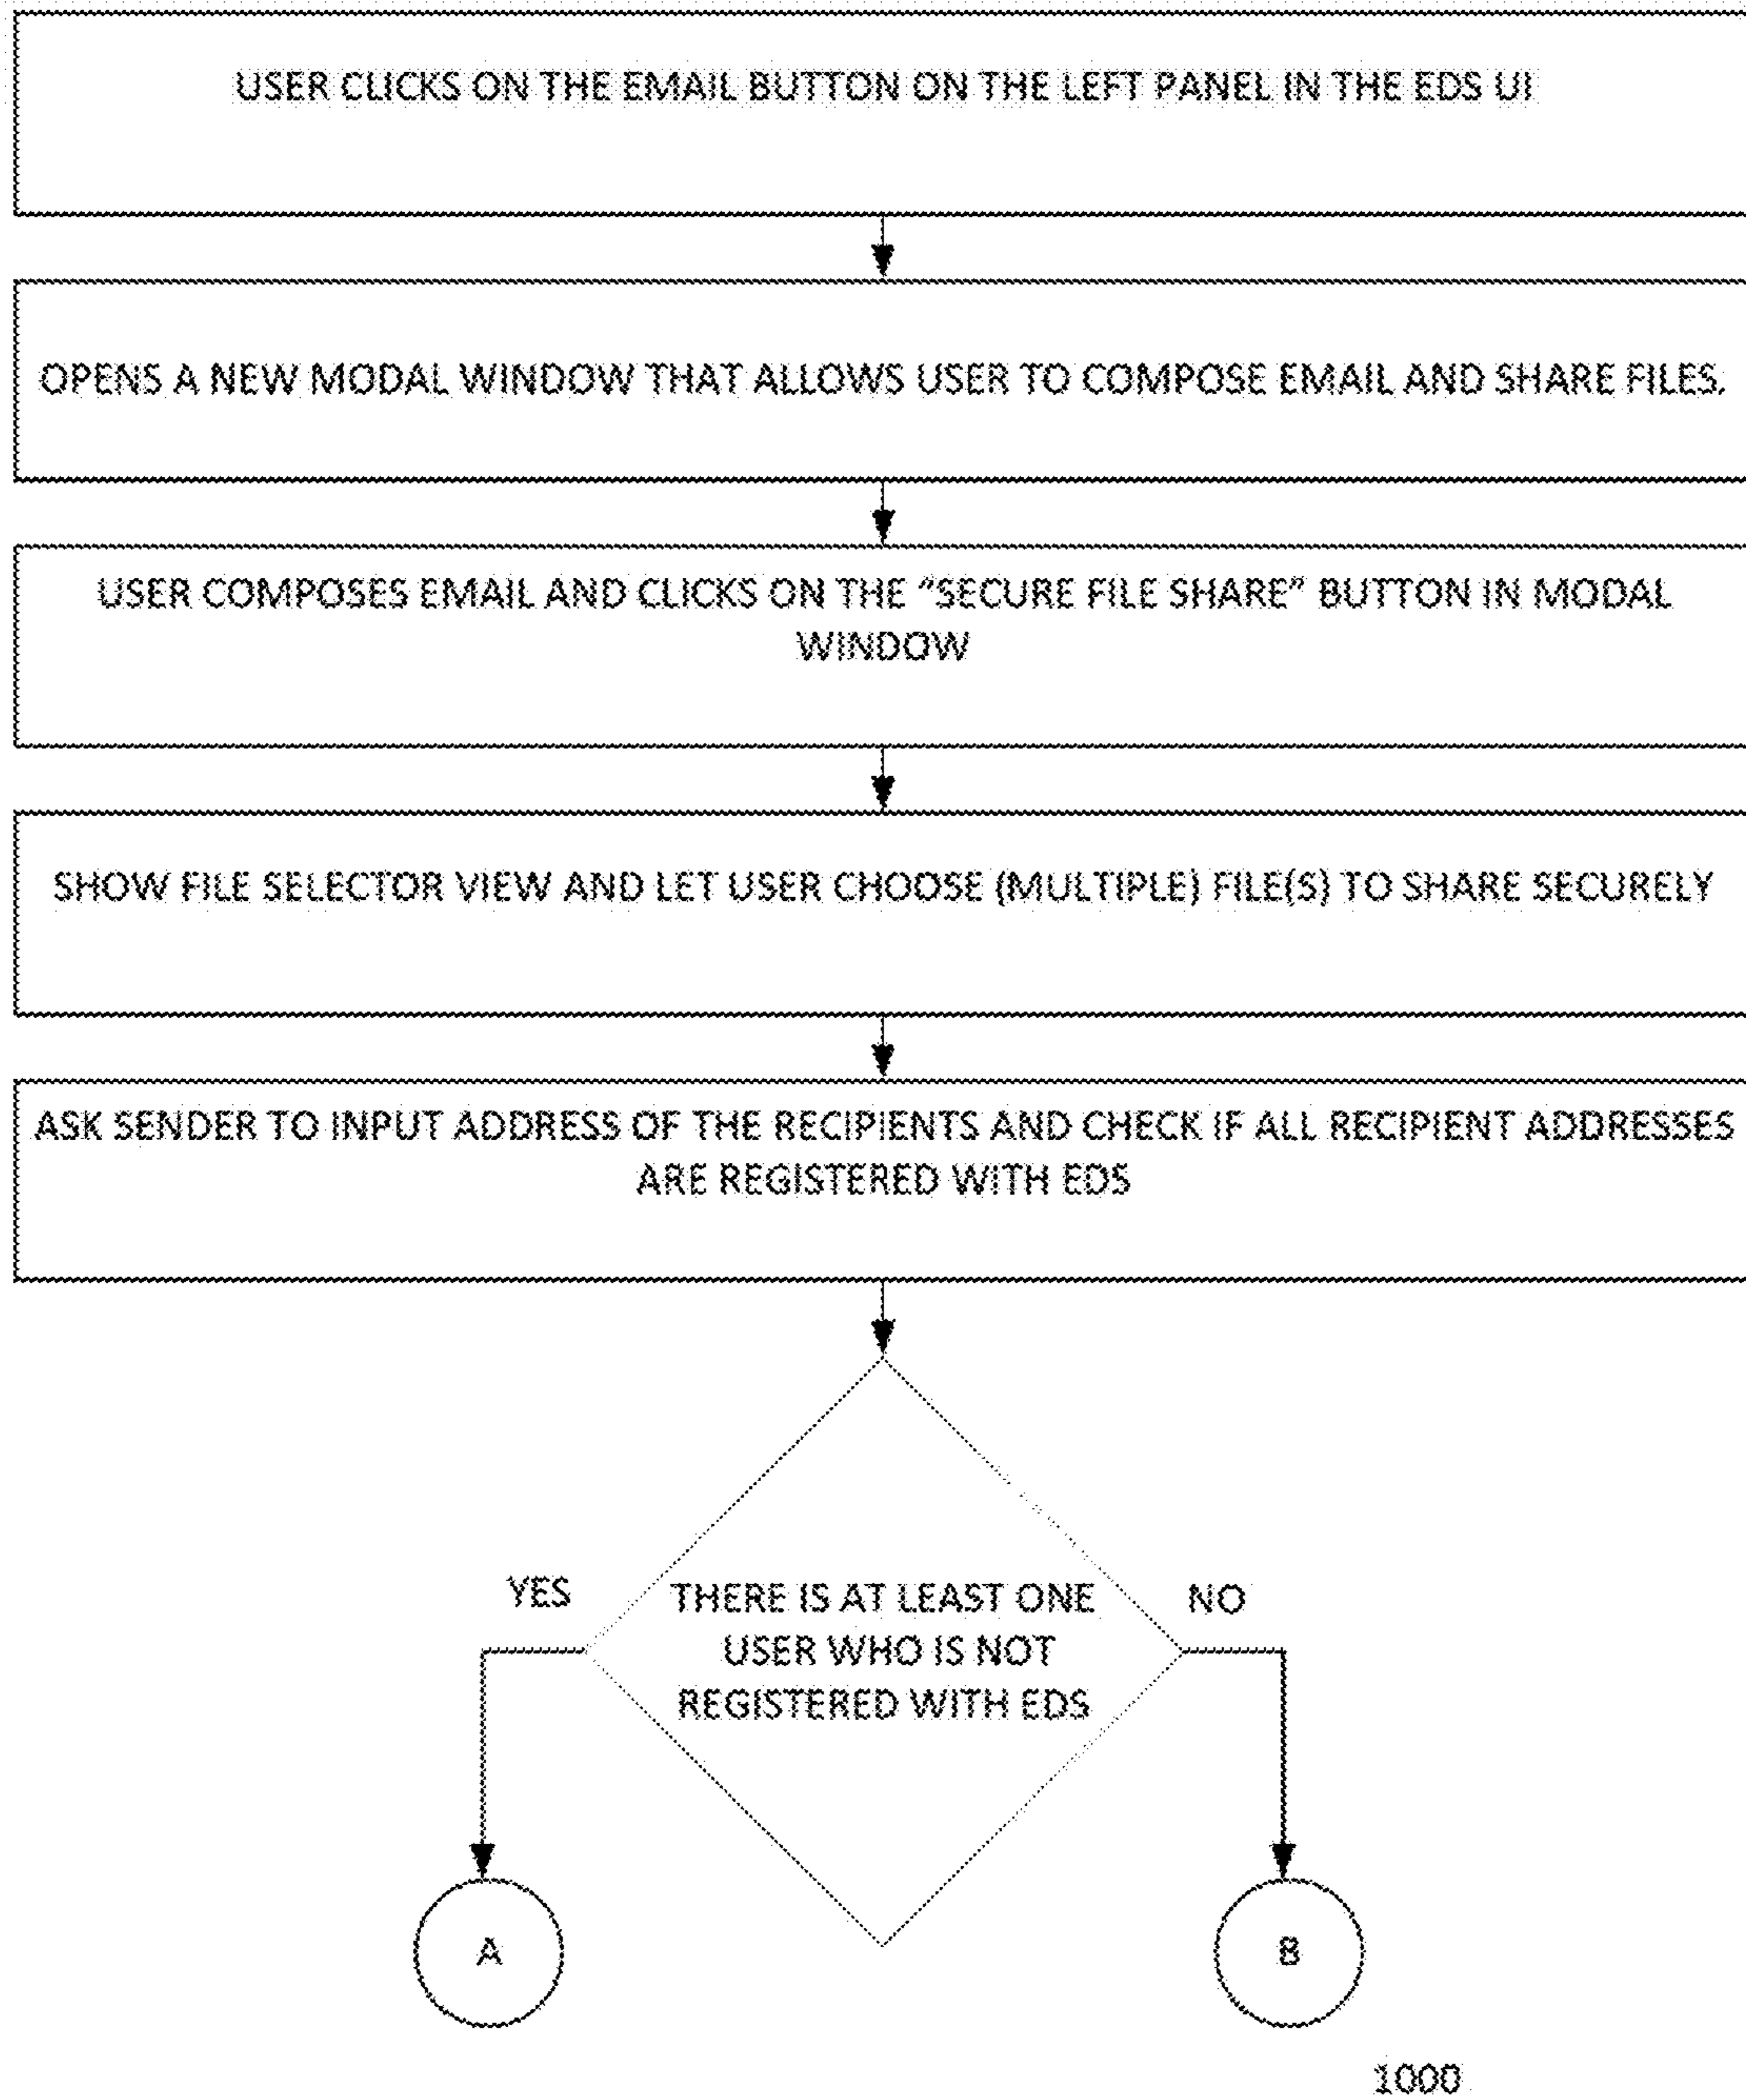 USER CLICKS ON THE EMAIL BUTTON ON THE LEFT PANEL IN THE EDS UI
OPENS A NEW MODAL WINDOW THAT ALLOWS USER TO COMPOSE EMAIL AND SHARE FILES.
USER COMPOSES EMAIL AND CLICKS ON THE “SECURE FILE SHARE” BUTTON IN MODAL
WINDOW
SHOW FILE SELECTOR VIEW AND LET USER CHOOSE (MULTIPLE) FILE(S) TO SHARE SECURELY
ASK SENDER TO INPUT ADDRESS OF THE RECIPIENTS AND CHECK IF ALL RECIPIENT ADDRESSES
ARE REGISTERED WITH EDS
YES
THERE IS AT LEAST ONE
NO
USER WHO IS NOT
REGISTERED WITH EDS
A
B
1000